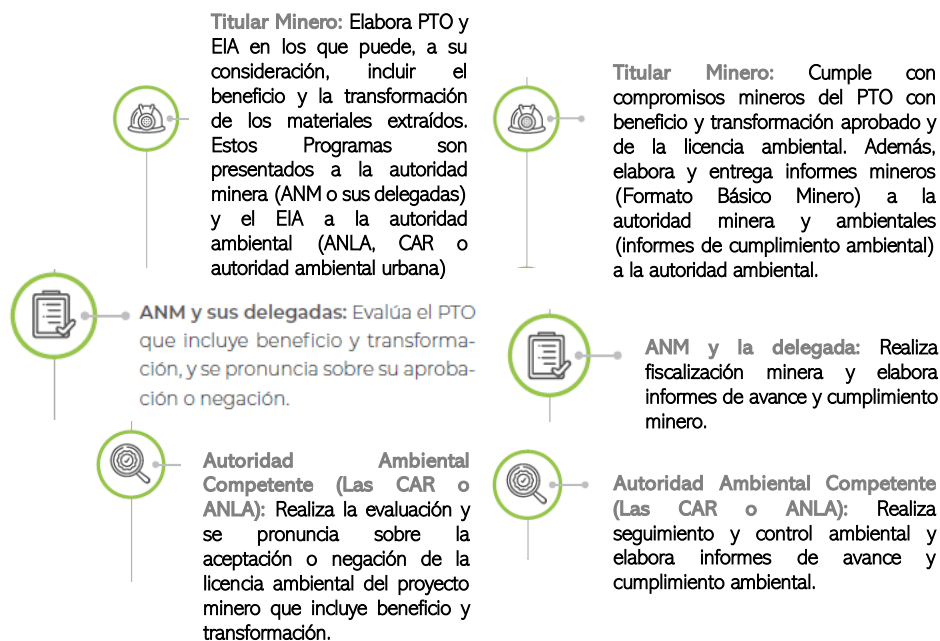 Titular Minero: Elabora PTO y
EIA en los que puede, a su
consideración, incluir el
beneficio y la transformación
de los materiales extraídos.
Estos Programas son
presentados a la autoridad
minera (ANM o sus delegadas)
y el EIA a la autoridad
ambiental (ANLA, CAR o
autoridad ambiental urbana)
ANM y sus delegadas: Evalúa el PTO
que incluye beneficio y transforma-
ción, y se pronuncia sobre su aproba-
ción o negación.
Autoridad Ambiental
Competente (Las CAR o
ANLA): Realiza la evaluación y
se pronuncia sobre la
aceptación o negación de la
licencia ambiental del proyecto
minero que incluye beneficio y
transformación.
Titular Minero: Cumple con
compromisos mineros del PTO con
beneficio y transformación aprobado y
de la licencia ambiental. Además,
elabora y entrega informes mineros
(Formato Básico Minero) a la
autoridad minera y ambientales
(informes de cumplimiento ambiental)
a la autoridad ambiental.
ANM y la delegada: Realiza
fiscalización minera y elabora
informes de avance y cumplimiento
minero.
Autoridad Ambiental Competente
(Las CAR o ANLA): Realiza
seguimiento y control ambiental y
elabora informes de avance y
cumplimiento ambiental.